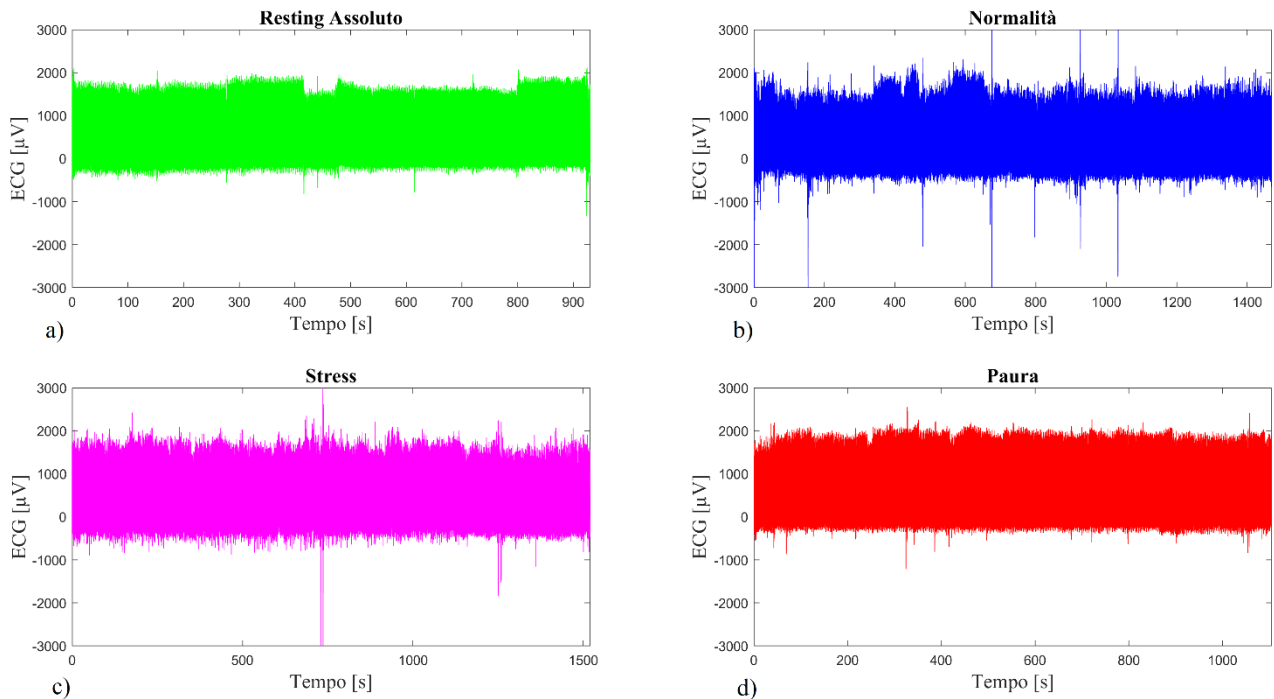 Resting Assoluto
3000
2000
1000
0
-1000
-2000
-3000
ECG [µV]
0 100 200 300 400 500 600 700 800 900
Tempo [s]
a)
Normalità
3000
2000
1000
0
-1000
-2000
-3000
ECG [µV]
0 200 400 600 800 1000 1200 1400
Tempo [s]
b)
Stress
3000
2000
1000
0
-1000
-2000
-3000
ECG [µV]
0 500 1000 1500
Tempo [s]
c)
Paura
3000
2000
1000
0
-1000
-2000
-3000
ECG [µV]
0 200 400 600 800 1000
Tempo [s]
d)